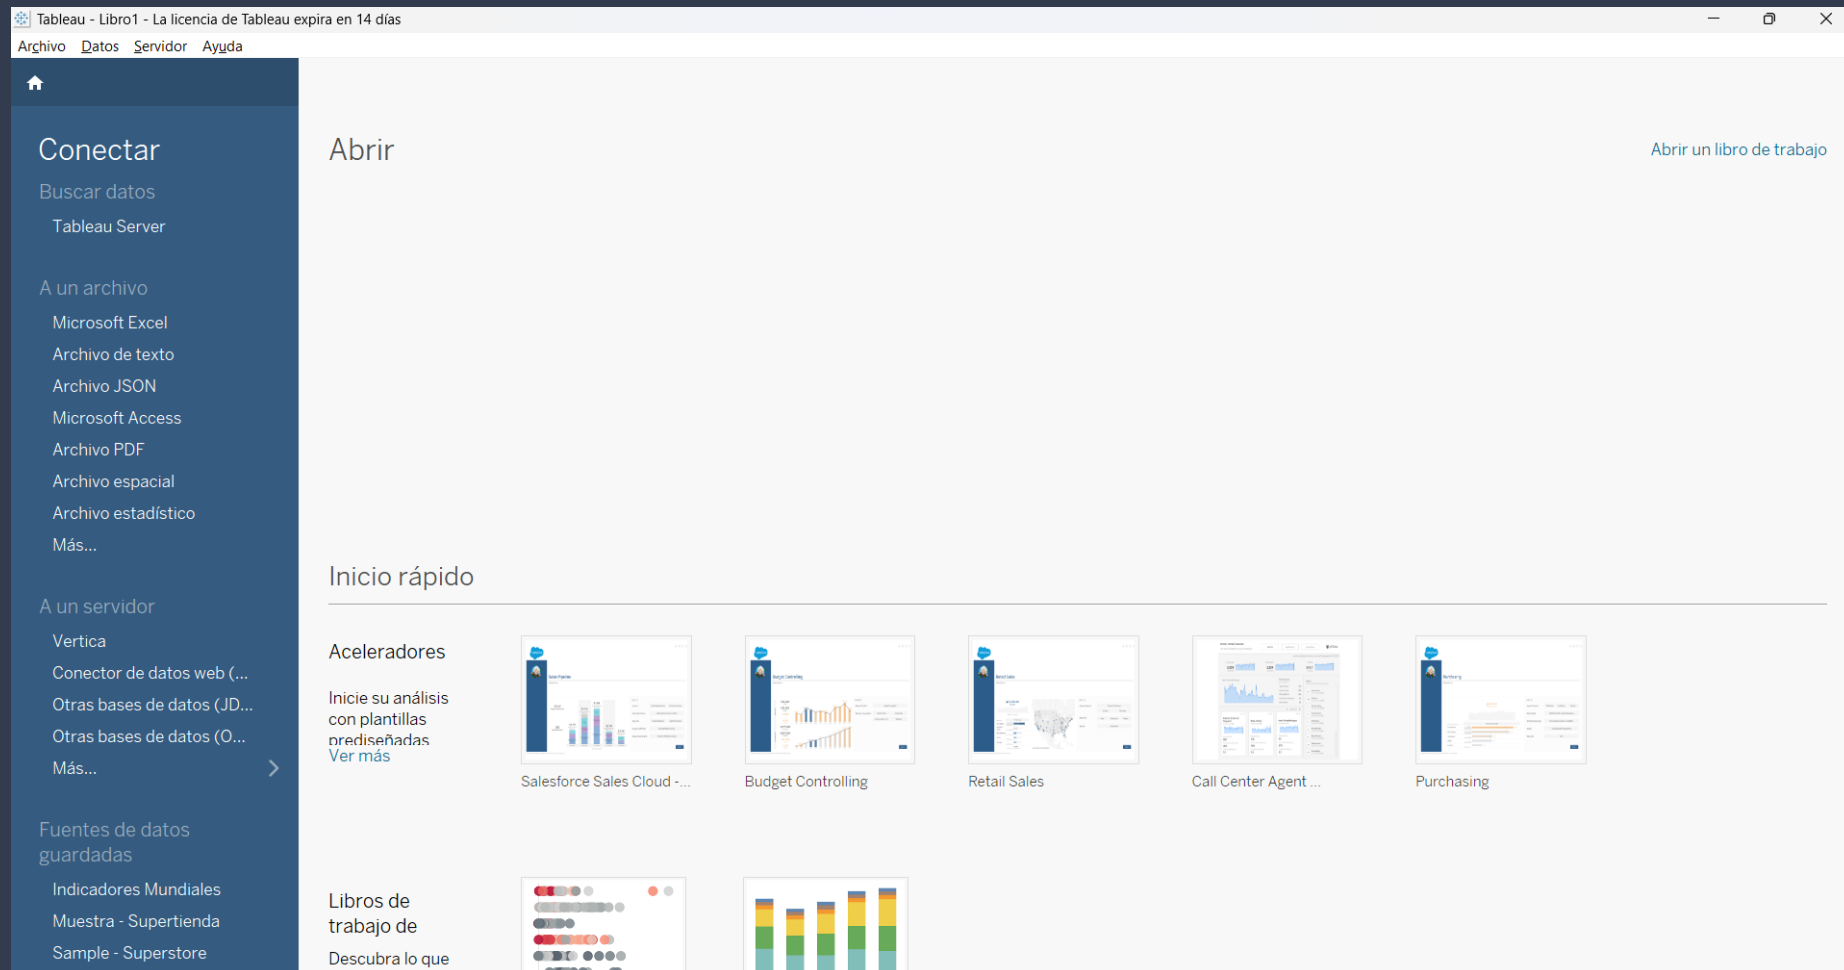 Tableau - Libro1 - La licencia de Tableau expira en 14 días
Archivo Datos Servidor Ayuda
Conectar
Buscar datos
Tableau Server
A un archivo
Microsoft Excel
Archivo de texto
Archivo JSON
Microsoft Access
Archivo PDF
Archivo espacial
Archivo estadístico
Más...
A un servidor
Vertica
Conector de datos web (...
Otras bases de datos (JD...
Otras bases de datos (O...
Más...
Fuentes de datos
guardadas
Indicadores Mundiales
Muestra - Supertienda
Sample - Superstore
Abrir
Abrir un libro de trabajo
Inicio rápido
Aceleradores
Inicie su análisis
con plantillas
prediseñadas
Ver más
Salesforce Sales Cloud -...
Budget Controlling
Retail Sales
Call Center Agent ...
Purchasing
Libros de
trabajo de
Descubra lo que